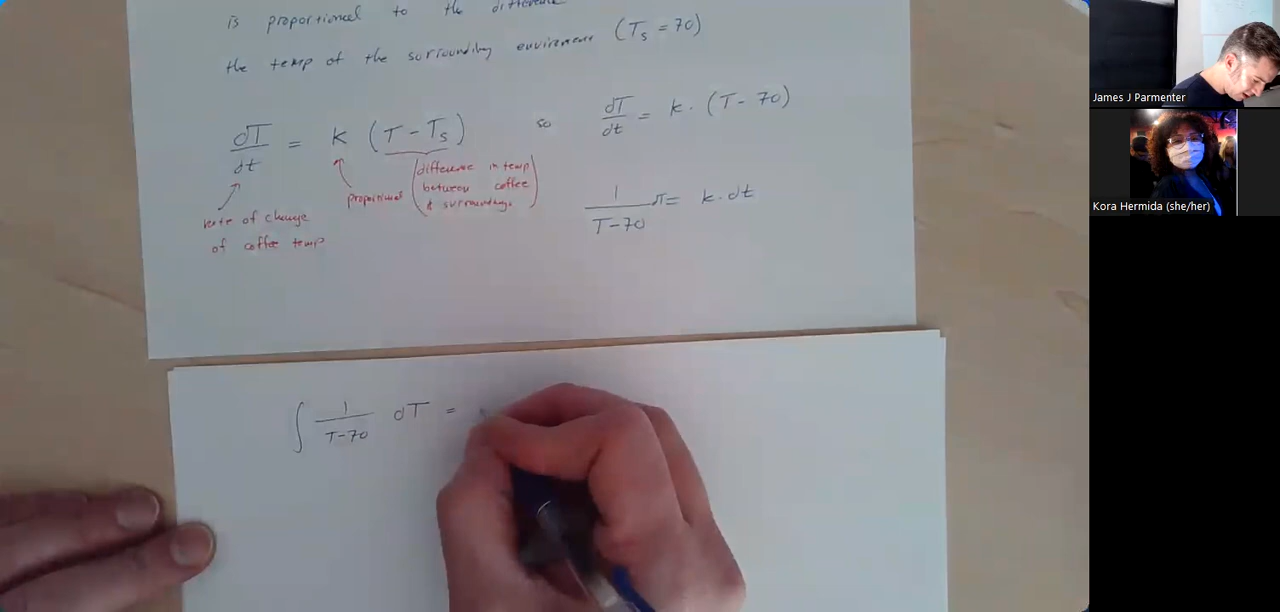 is proportional to the difference
the temp of the surrounding environment (Tₛ = 70)
dT/dt = k (T - Tₛ) so dT/dt = k · (T - 70)
rate of change
of coffee temp
proportional
(difference in temp
between coffee
& surroundings)
1/(T-70) dT = k · dt
∫ 1/(T-70) dT =
James J Parmenter
Kora Hermida (she/her)